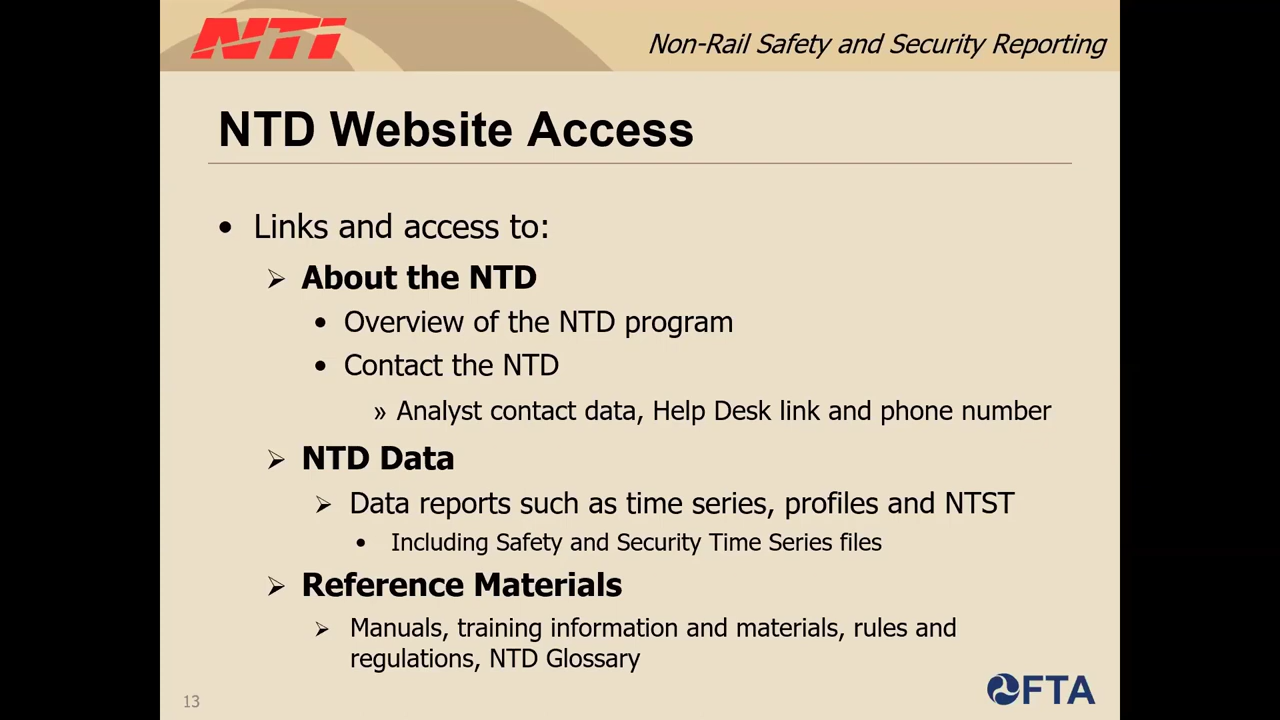 NTI
Non-Rail Safety and Security Reporting
NTD Website Access
• Links and access to:
➢ About the NTD
• Overview of the NTD program
• Contact the NTD
» Analyst contact data, Help Desk link and phone number
➢ NTD Data
➢ Data reports such as time series, profiles and NTST
• Including Safety and Security Time Series files
➢ Reference Materials
➢ Manuals, training information and materials, rules and
regulations, NTD Glossary
13
FTA